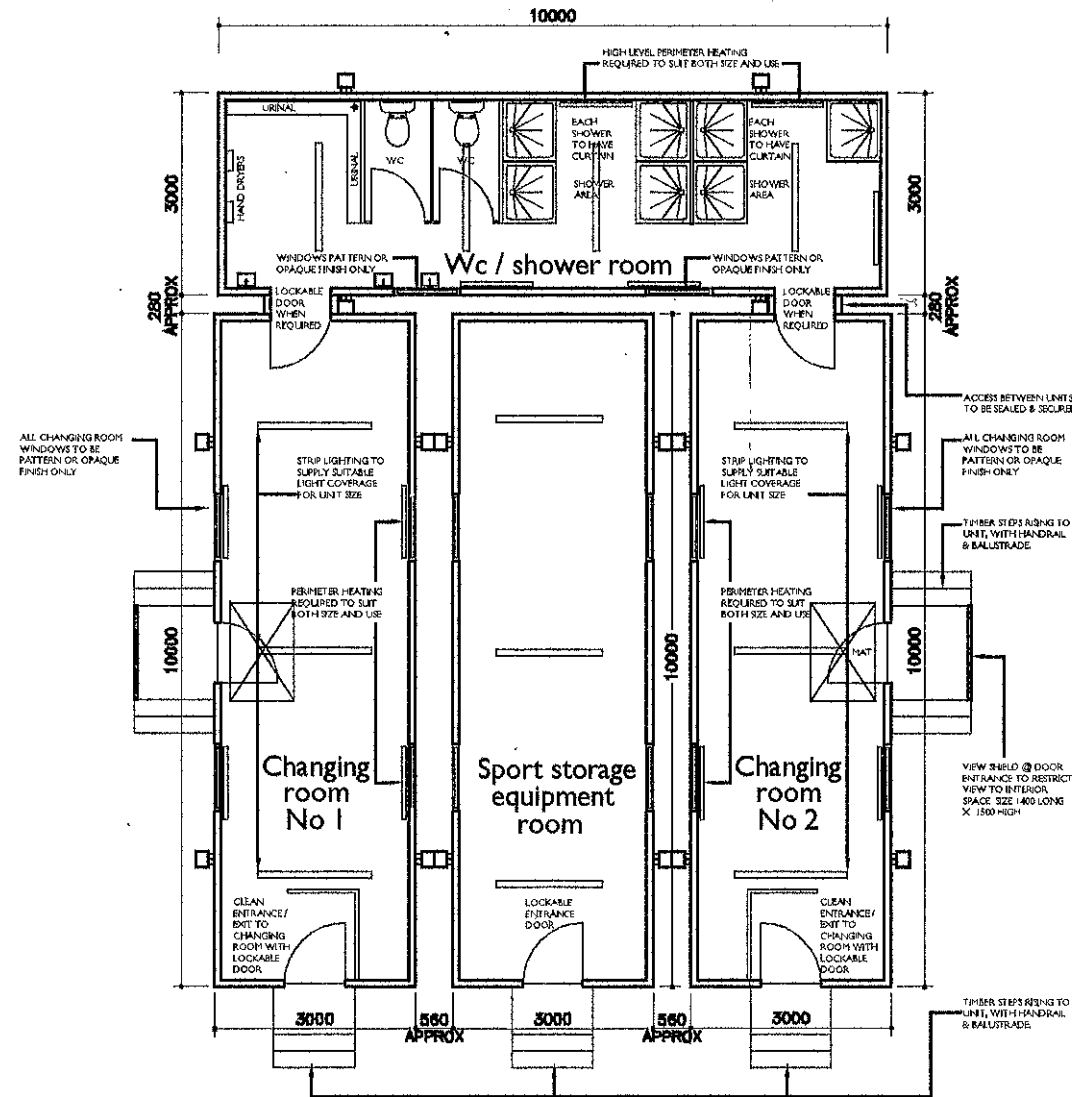 10000
HIGH LEVEL PERIMETER HEATING
REQUIRED TO SUIT BOTH SIZE AND USE
URINAL
URINAL
HAND DRYERS
WC
WC
EACH
SHOWER
TO HAVE
CURTAIN
SHOWER
AREA
EACH
SHOWER
TO HAVE
CURTAIN
SHOWER
AREA
3000
3000
WINDOWS PATTERN OR
OPAQUE FINISH ONLY
Wc / shower room
WINDOWS PATTERN OR
OPAQUE FINISH ONLY
280
APPROX
LOCKABLE
DOOR
WHEN
REQUIRED
LOCKABLE
DOOR
WHEN
REQUIRED
280
APPROX
ACCESS BETWEEN UNITS
TO BE SEALED & SECURED
ALL CHANGING ROOM
WINDOWS TO BE
PATTERN OR OPAQUE
FINISH ONLY
STRIP LIGHTING TO
SUPPLY SUITABLE
LIGHT COVERAGE
FOR UNIT SIZE
STRIP LIGHTING TO
SUPPLY SUITABLE
LIGHT COVERAGE
FOR UNIT SIZE
ALL CHANGING ROOM
WINDOWS TO BE
PATTERN OR OPAQUE
FINISH ONLY
TIMBER STEPS RISING TO
UNIT, WITH HANDRAIL
& BALUSTRADE
PERIMETER HEATING
REQUIRED TO SUIT
BOTH SIZE AND USE
PERIMETER HEATING
REQUIRED TO SUIT
BOTH SIZE AND USE
10000
10000
MAT
10000
Changing
room
No 1
Sport storage
equipment
room
Changing
room
No 2
VIEW SHIELD @ DOOR
ENTRANCE TO RESTRICT
VIEW TO INTERIOR
SPACE SIZE 1400 LONG
X 1500 HIGH
CLEAN
ENTRANCE/
EXIT TO
CHANGING
ROOM WITH
LOCKABLE
DOOR
LOCKABLE
ENTRANCE
DOOR
CLEAN
ENTRANCE/
EXIT TO
CHANGING
ROOM WITH
LOCKABLE
DOOR
3000
560
APPROX
3000
560
APPROX
3000
TIMBER STEPS RISING TO
UNIT, WITH HANDRAIL
& BALUSTRADE